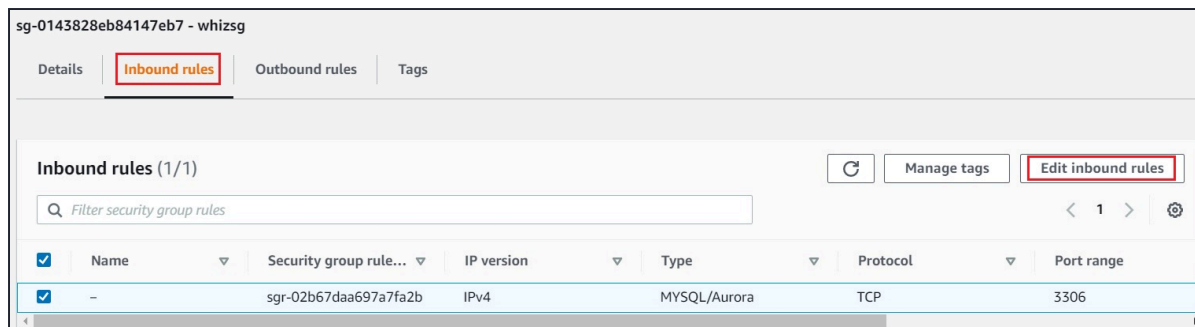 sg-0143828eb84147eb7 - whizsg
Details Inbound rules Outbound rules Tags
Inbound rules (1/1) Manage tags Edit inbound rules
Filter security group rules 1
Name Security group rule... IP version Type Protocol Port range
– sgr-02b67daa697a7fa2b IPv4 MYSQL/Aurora TCP 3306